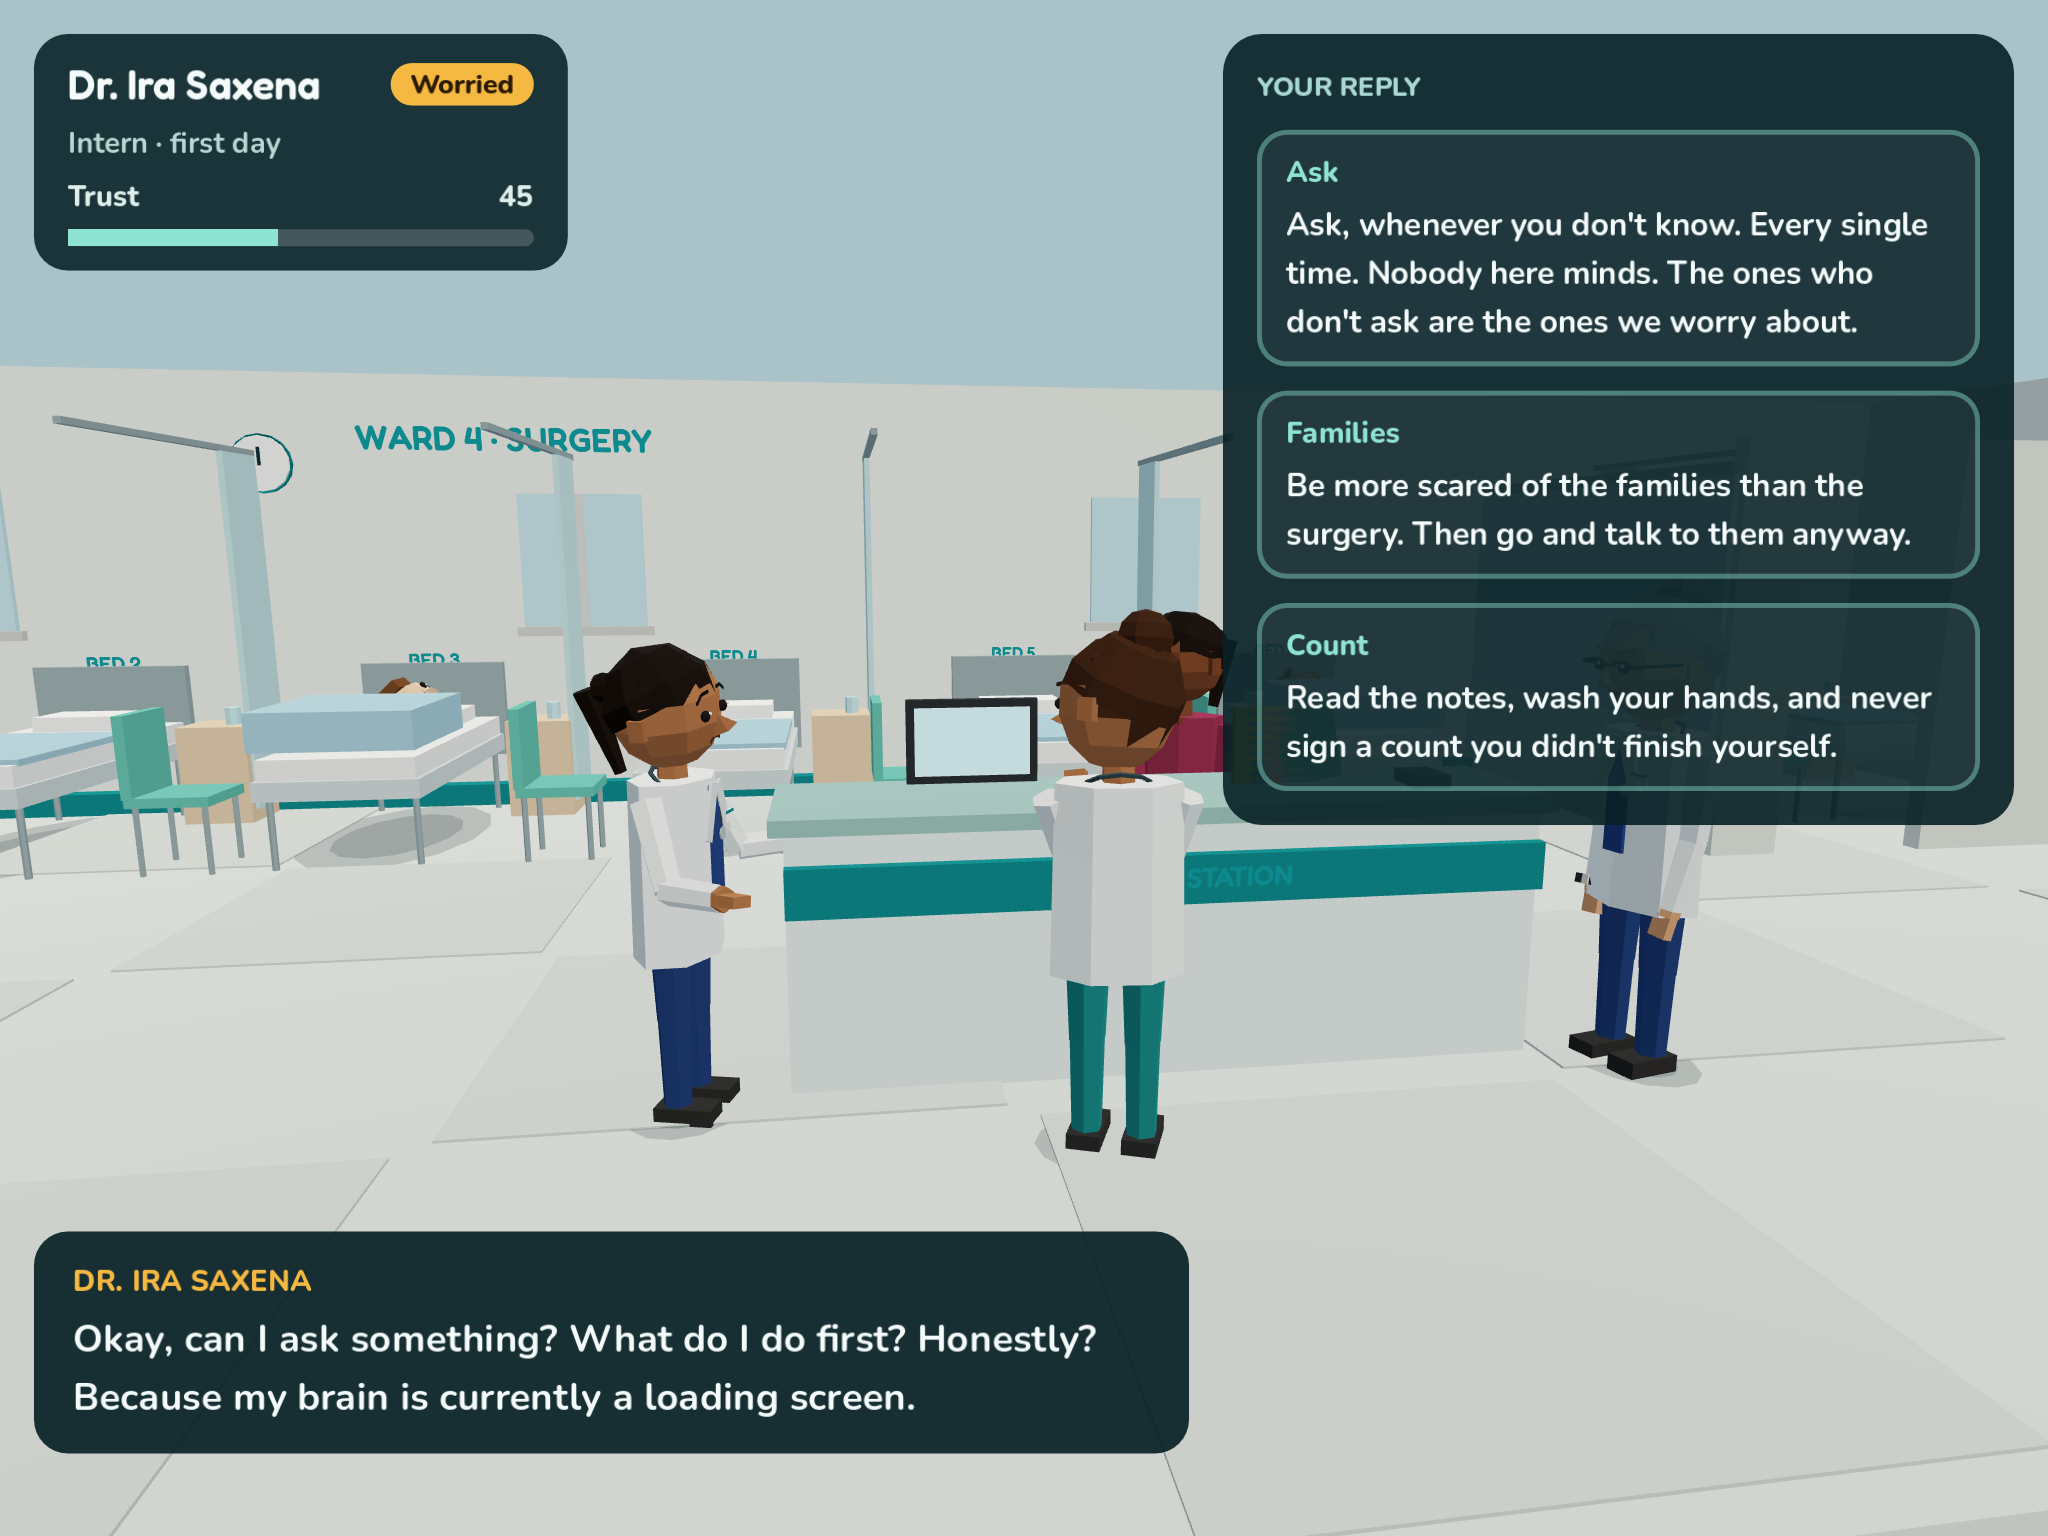 Dr. Ira Saxena
Worried
Intern · first day
Trust
45
YOUR REPLY
Ask
Ask, whenever you don't know. Every single
time. Nobody here minds. The ones who
don't ask are the ones we worry about.
Families
Be more scared of the families than the
surgery. Then go and talk to them anyway.
Count
Read the notes, wash your hands, and never
sign a count you didn't finish yourself.
WARD 4 · SURGERY
BED 2
BED 3
BED 4
BED 5
STATION
DR. IRA SAXENA
Okay, can I ask something? What do I do first? Honestly?
Because my brain is currently a loading screen.